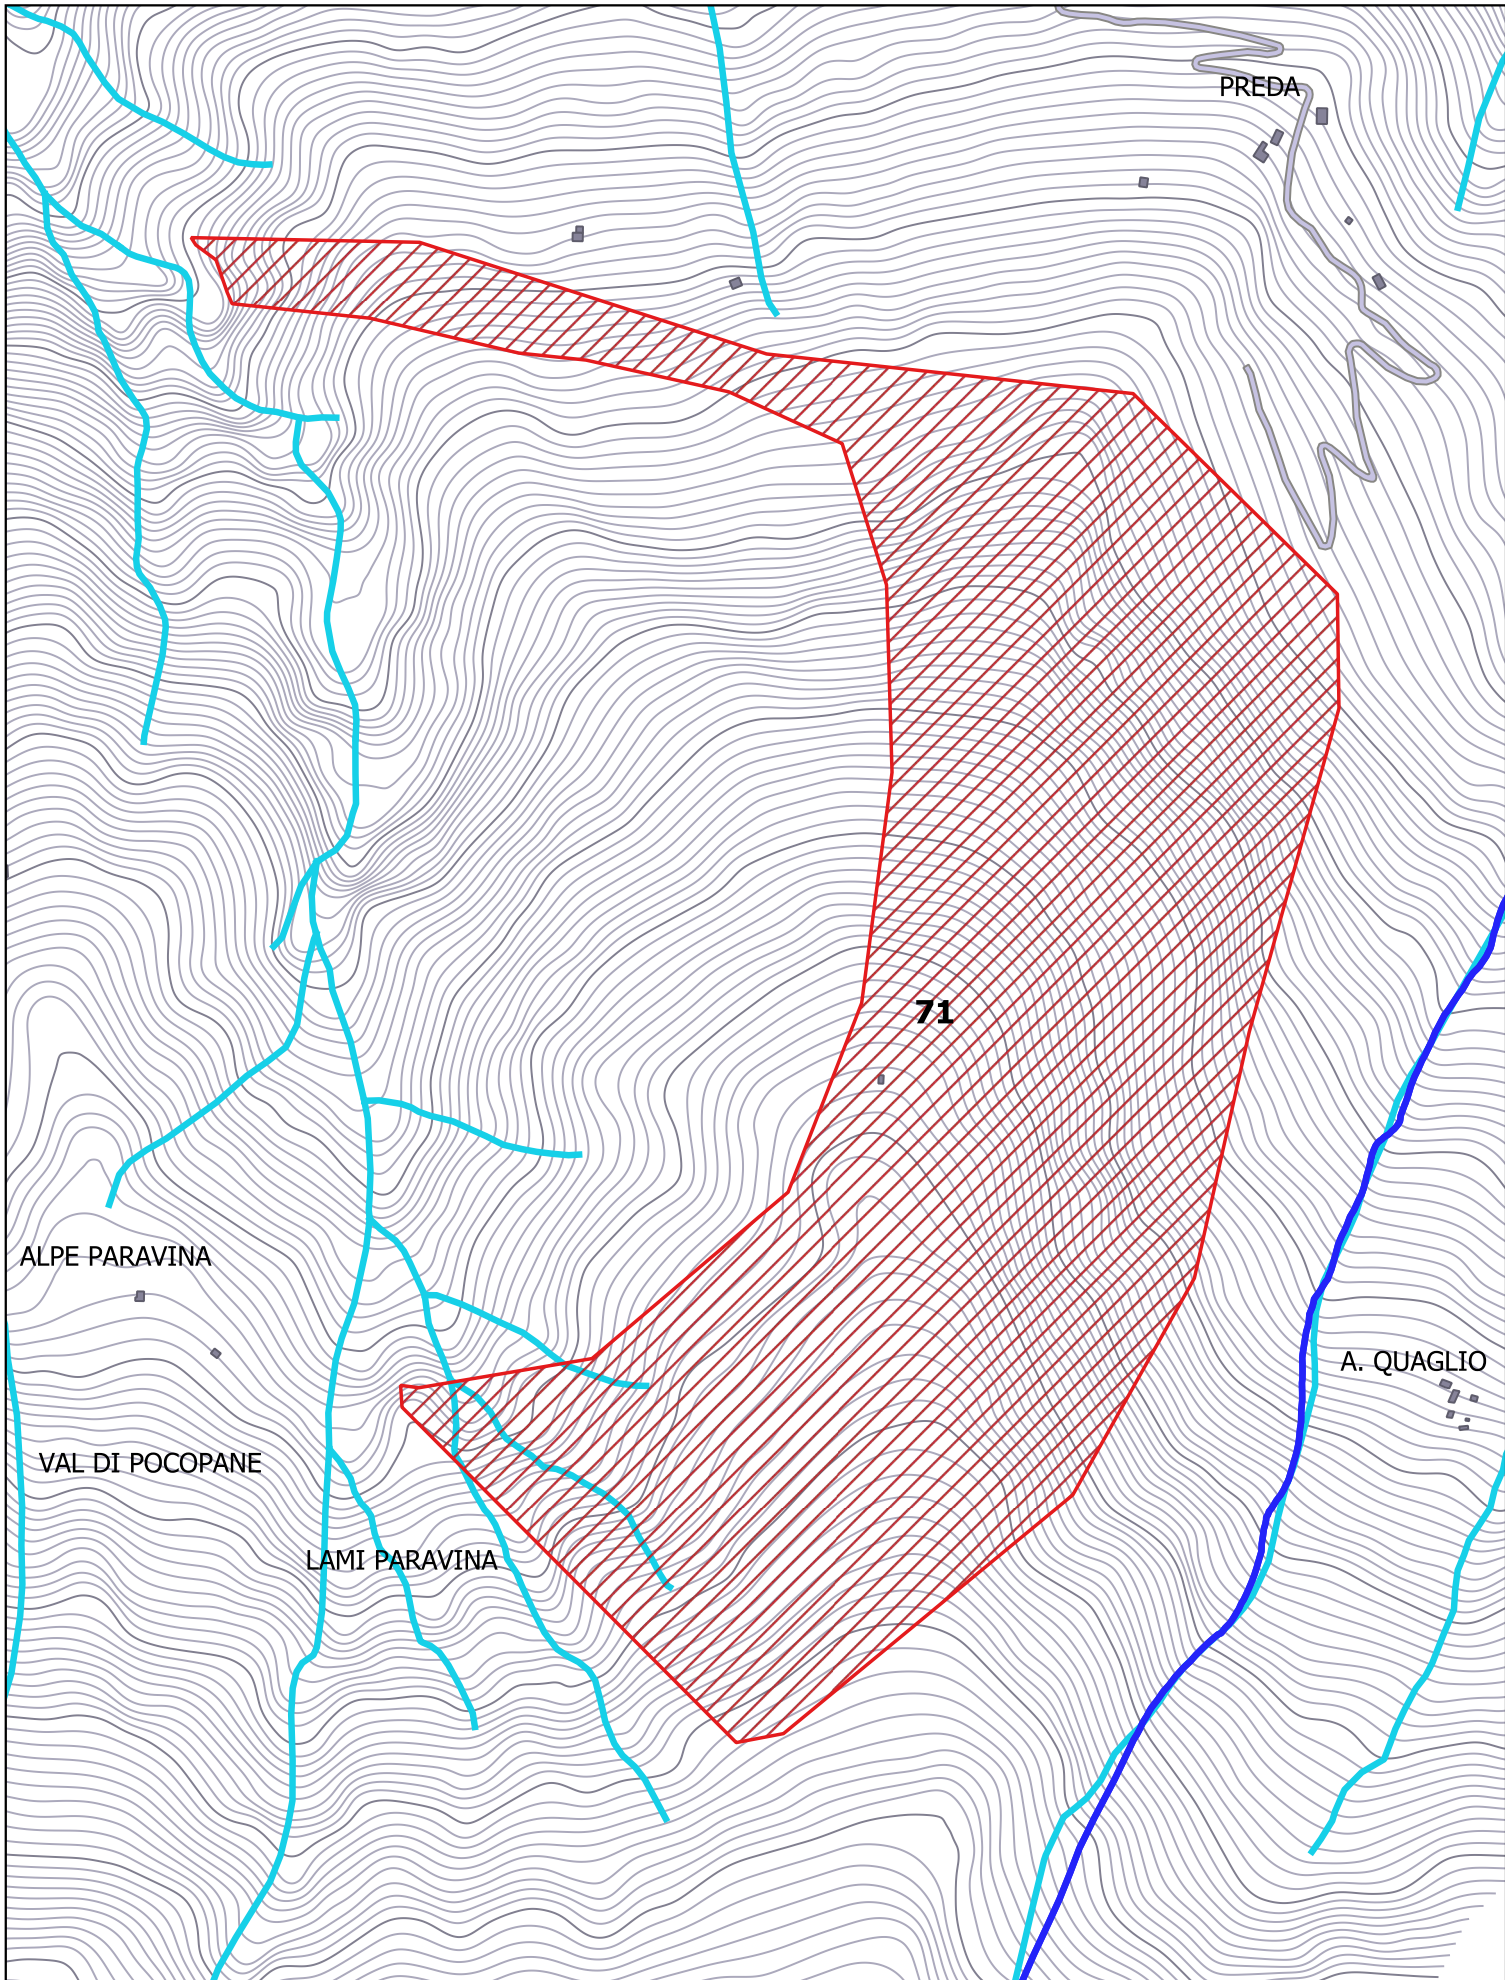 PREDA
71
ALPE PARAVINA
A. QUAGLIO
VAL DI POCOPANE
LAMI PARAVINA